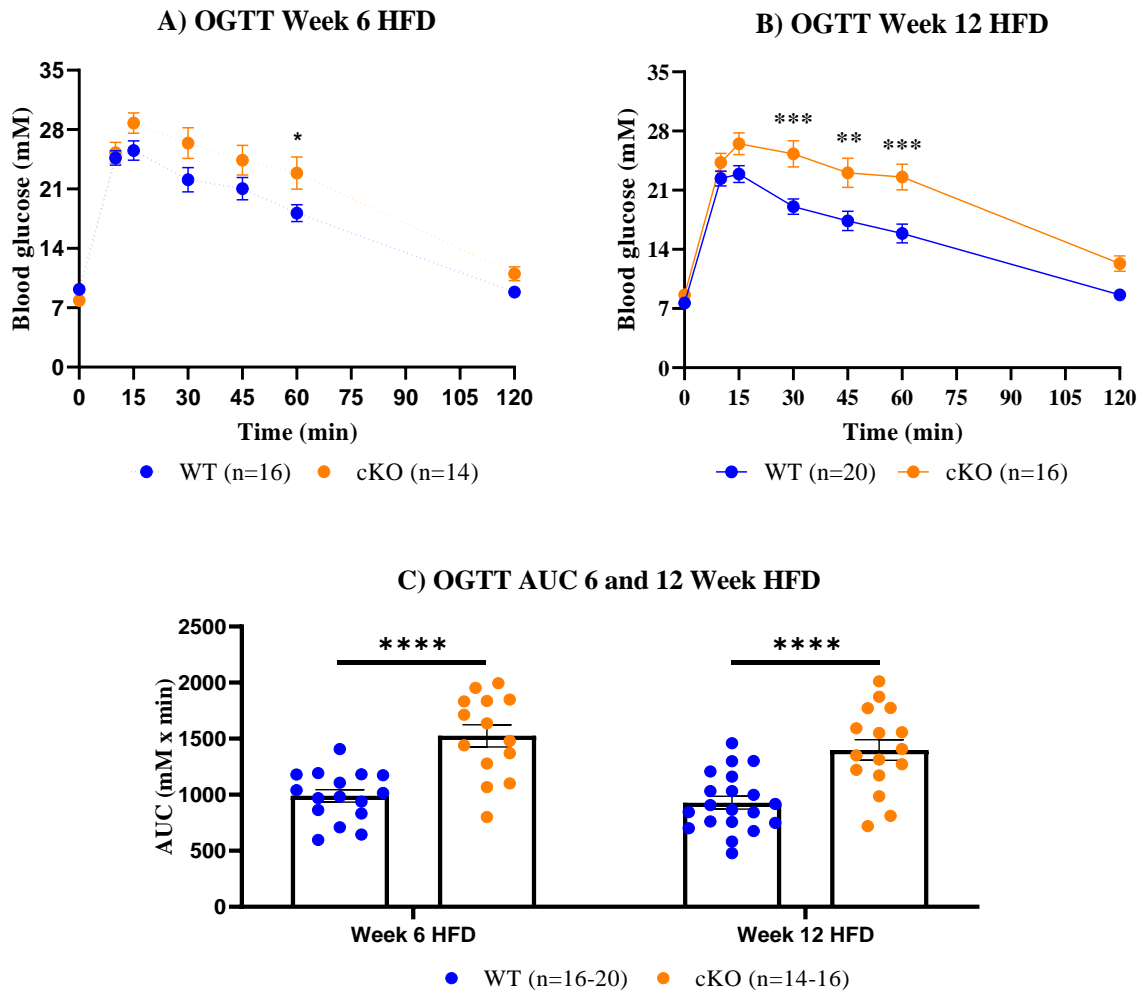 A) OGTT Week 6 HFD
35
28
21
14
7
0
Blood glucose (mM)
*
0 15 30 45 60 75 90 105 120
Time (min)
WT (n=16) cKO (n=14)
B) OGTT Week 12 HFD
35
28
21
14
7
0
Blood glucose (mM)
*** ** ***
0 15 30 45 60 75 90 105 120
Time (min)
WT (n=20) cKO (n=16)
C) OGTT AUC 6 and 12 Week HFD
2500
2000
1500
1000
500
0
AUC (mM x min)
**** ****
Week 6 HFD Week 12 HFD
WT (n=16-20) cKO (n=14-16)